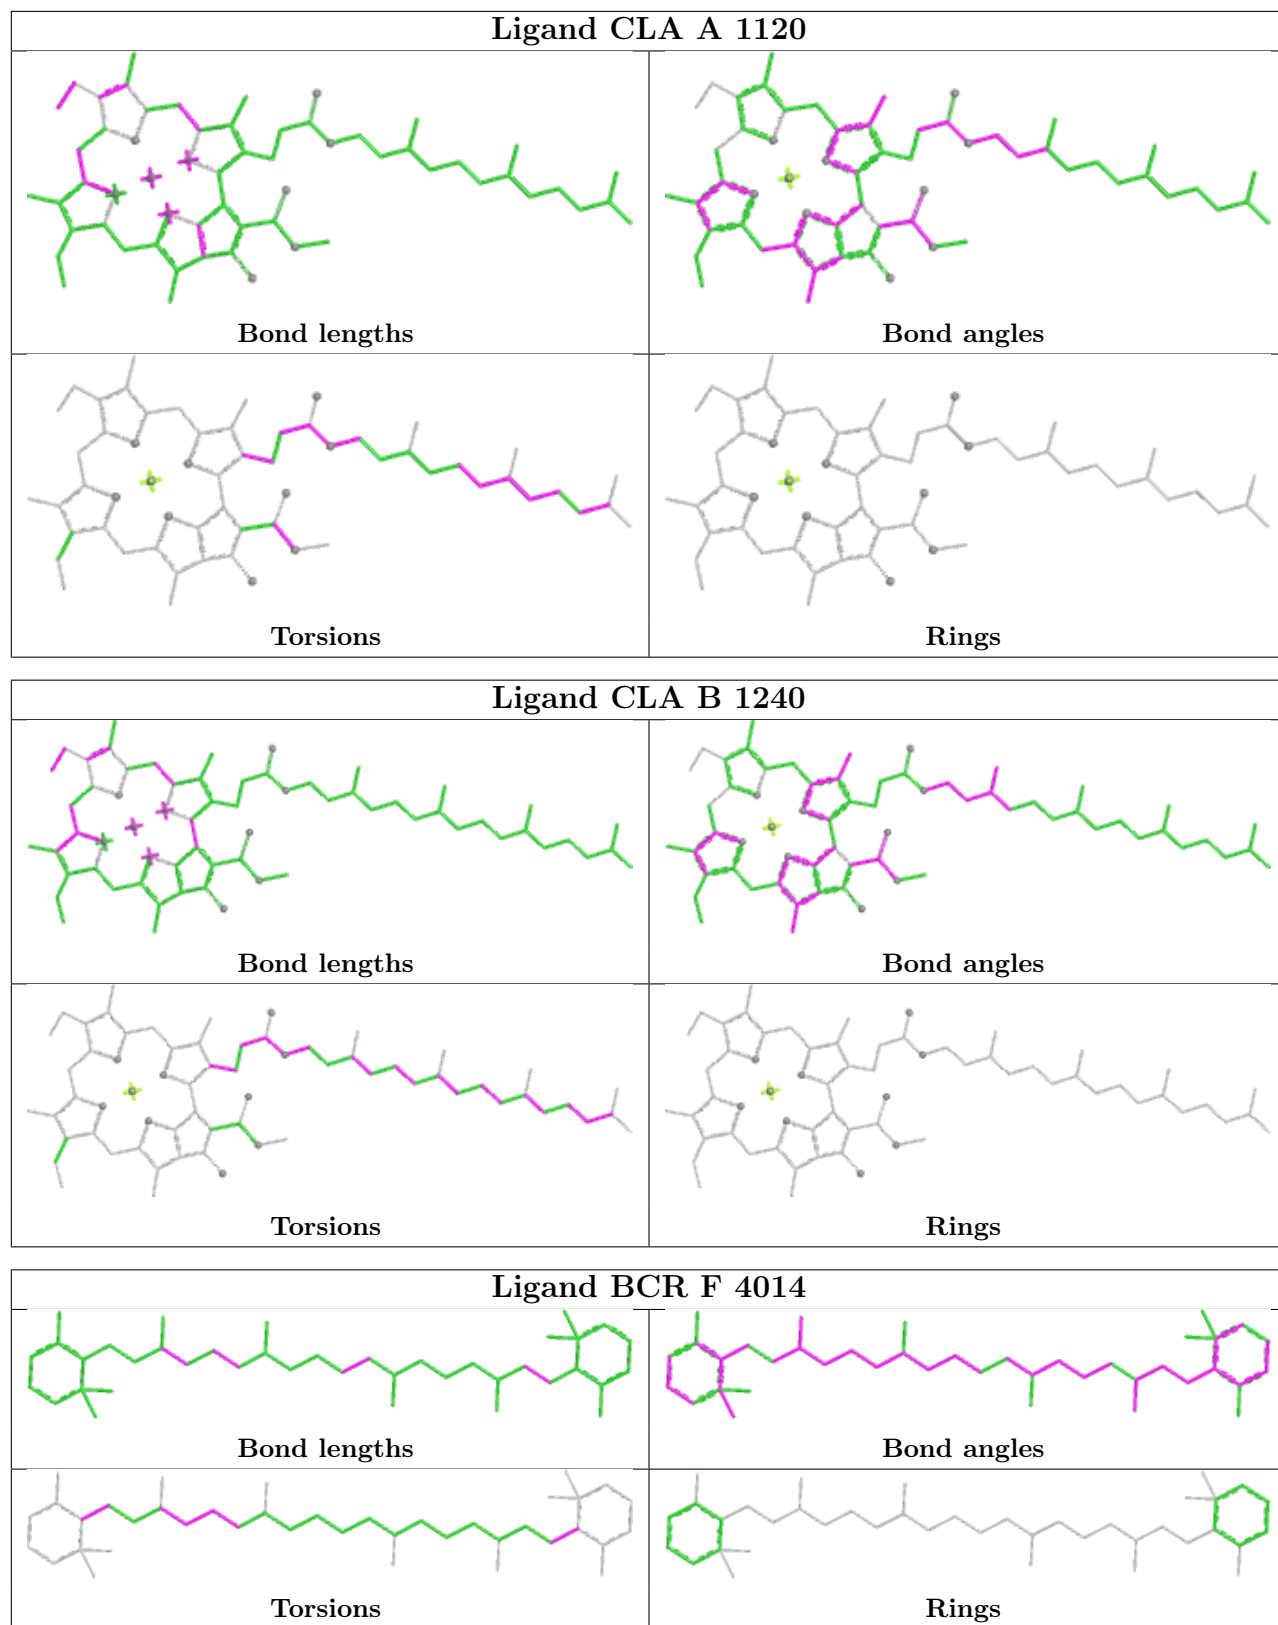 Ligand CLA A 1120
Bond lengths
Bond angles
Torsions
Rings
Ligand CLA B 1240
Bond lengths
Bond angles
Torsions
Rings
Ligand BCR F 4014
Bond lengths
Bond angles
Torsions
Rings